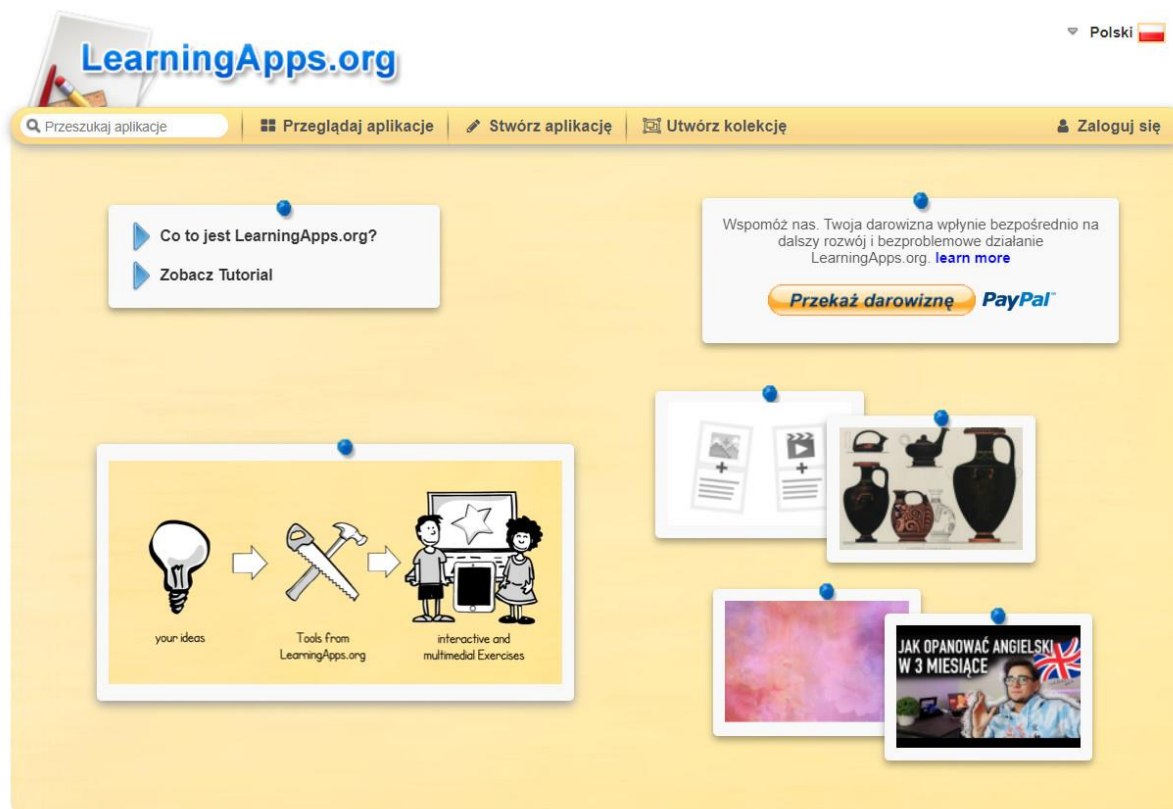 LearningApps.org
Polski
Przeszukaj aplikacje
Przeglądaj aplikacje
Stwórz aplikację
Utwórz kolekcję
Zaloguj się
Co to jest LearningApps.org?
Zobacz Tutorial
Wspomóż nas. Twoja darowizna wpłynie bezpośrednio na
dalszy rozwój i bezproblemowe działanie
LearningApps.org. learn more
Przekaż darowiznę
PayPal™
your ideas
Tools from
LearningApps.org
interactive and
multimedial Exercises
JAK OPANOWAĆ ANGIELSKI
W 3 MIESIĄCE